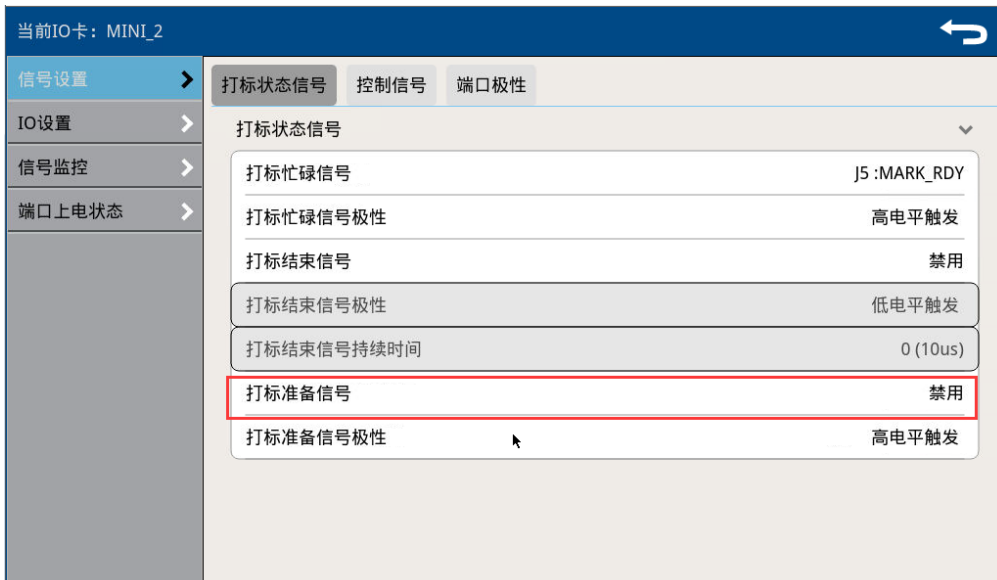 当前IO卡：MINI_2
信号设置
IO设置
信号监控
端口上电状态
打标状态信号 控制信号 端口极性
打标状态信号
打标忙碌信号 J5 :MARK_RDY
打标忙碌信号极性 高电平触发
打标结束信号 禁用
打标结束信号极性 低电平触发
打标结束信号持续时间 0 (10us)
打标准备信号 禁用
打标准备信号极性 高电平触发